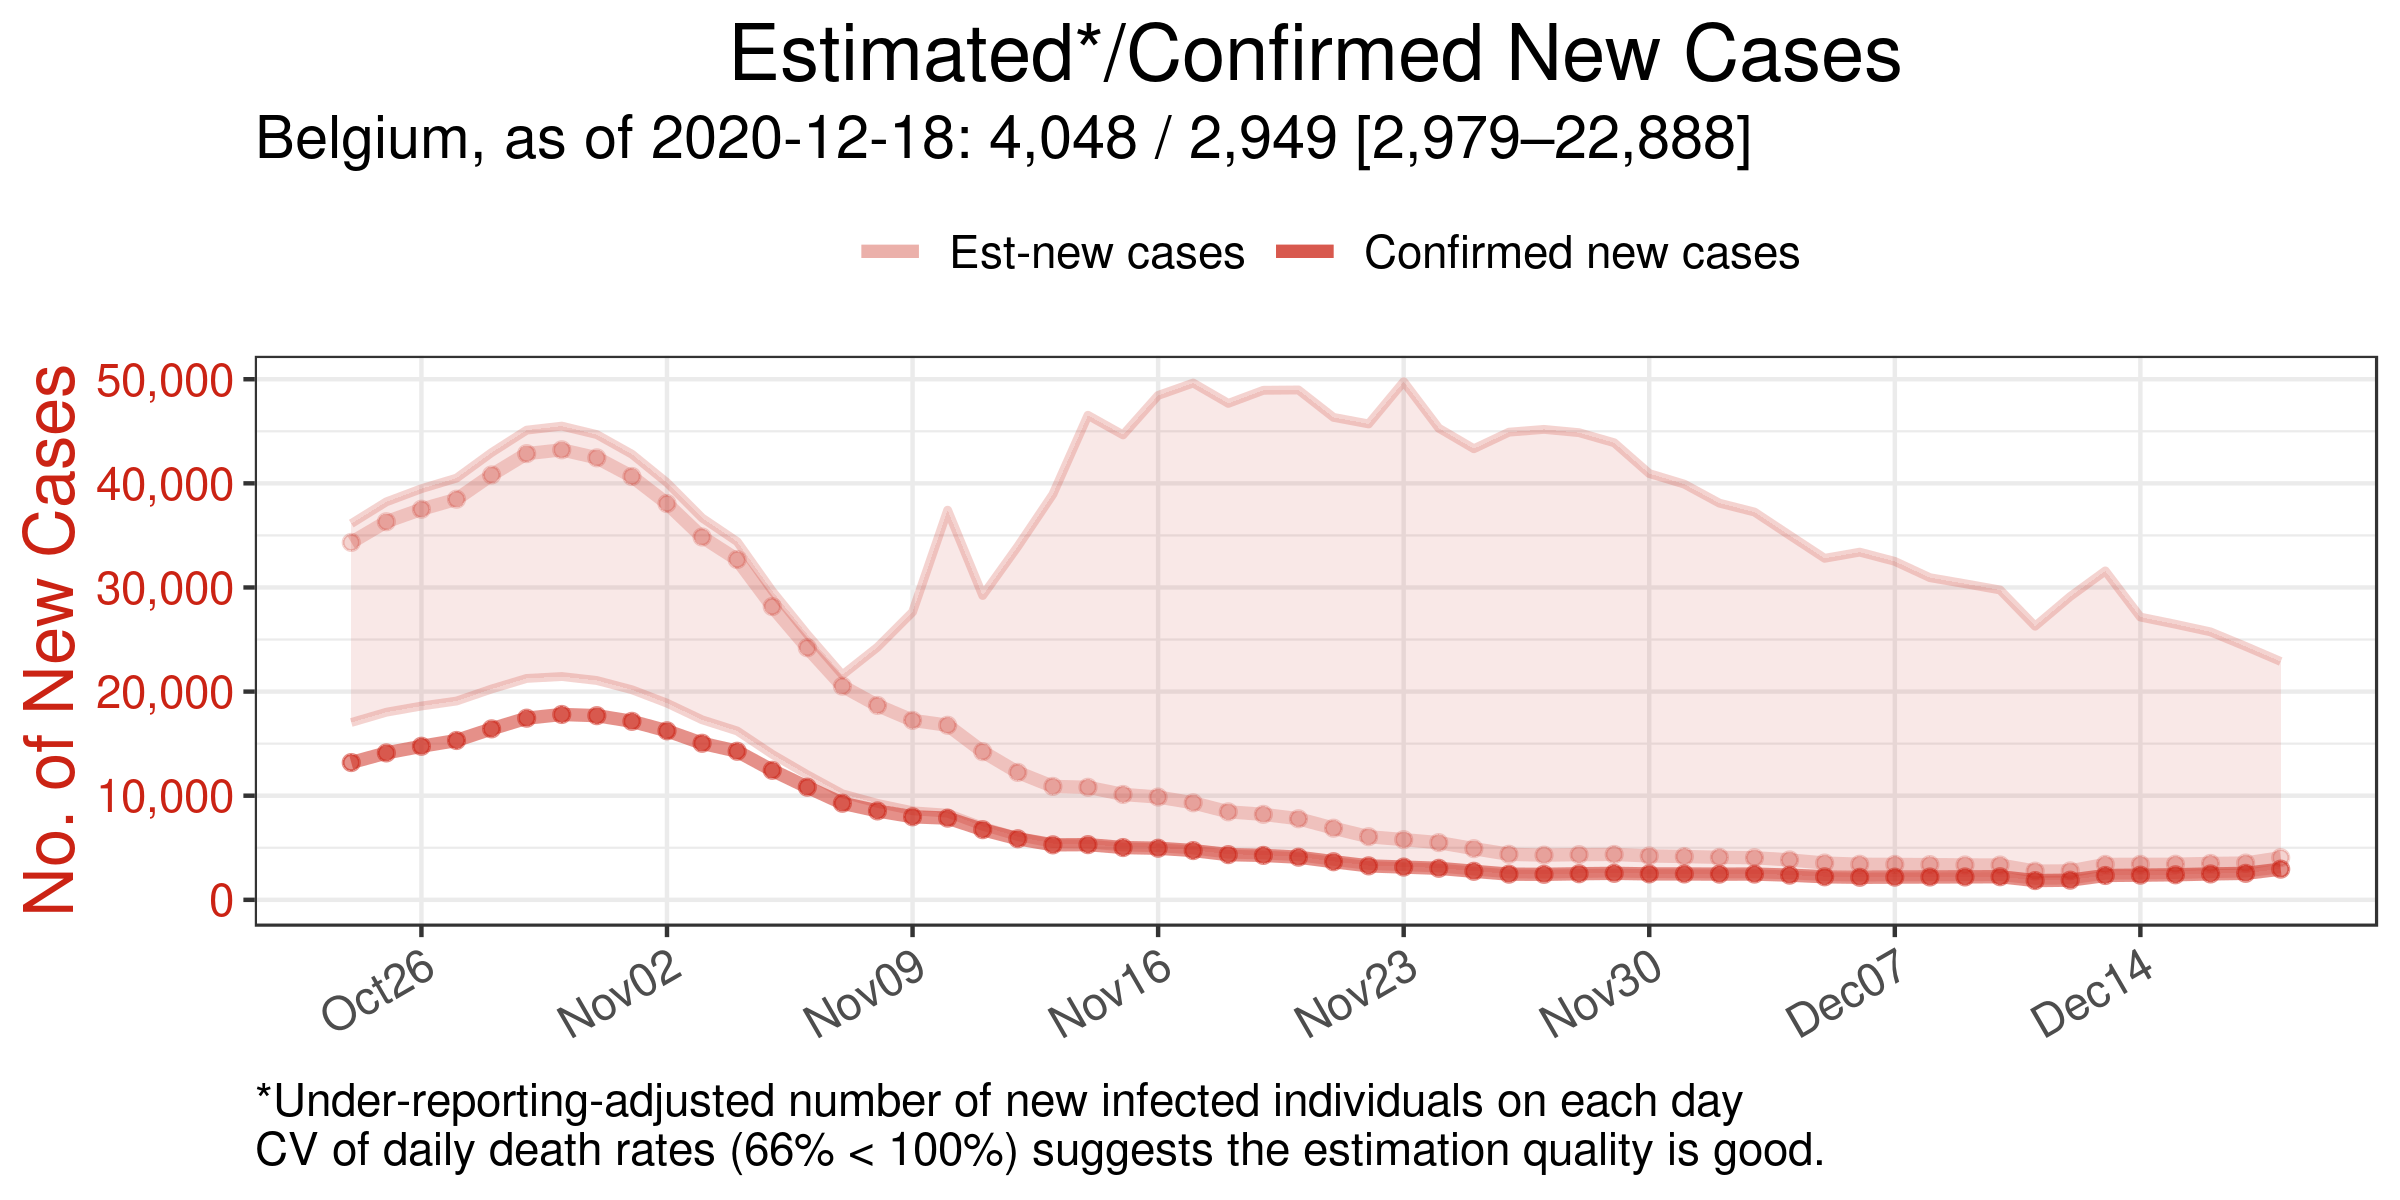 Estimated*/Confirmed New Cases
Belgium, as of 2020-12-18: 4,048 / 2,949 [2,979–22,888]
Est-new cases Confirmed new cases
No. of New Cases
50,000
40,000
30,000
20,000
10,000
0
Oct26 Nov02 Nov09 Nov16 Nov23 Nov30 Dec07 Dec14
*Under-reporting-adjusted number of new infected individuals on each day
CV of daily death rates (66% < 100%) suggests the estimation quality is good.